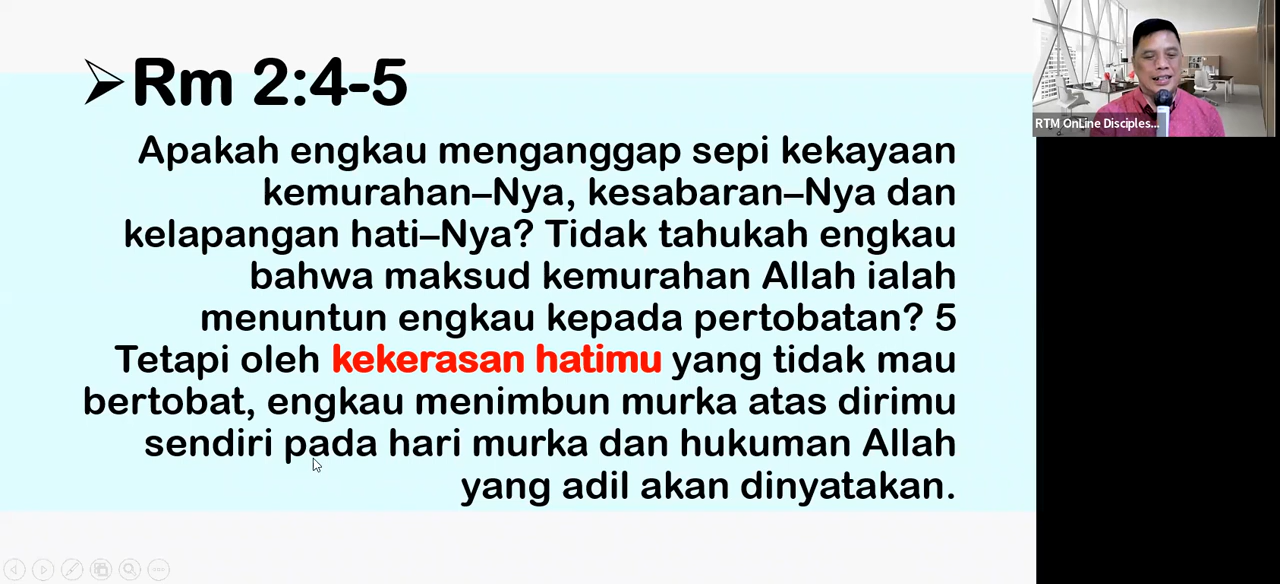 Rm 2:4-5
Apakah engkau menganggap sepi kekayaan
kemurahan–Nya, kesabaran–Nya dan
kelapangan hati–Nya? Tidak tahukah engkau
bahwa maksud kemurahan Allah ialah
menuntun engkau kepada pertobatan? 5
Tetapi oleh kekerasan hatimu yang tidak mau
bertobat, engkau menimbun murka atas dirimu
sendiri pada hari murka dan hukuman Allah
yang adil akan dinyatakan.
RTM OnLine Disciples...